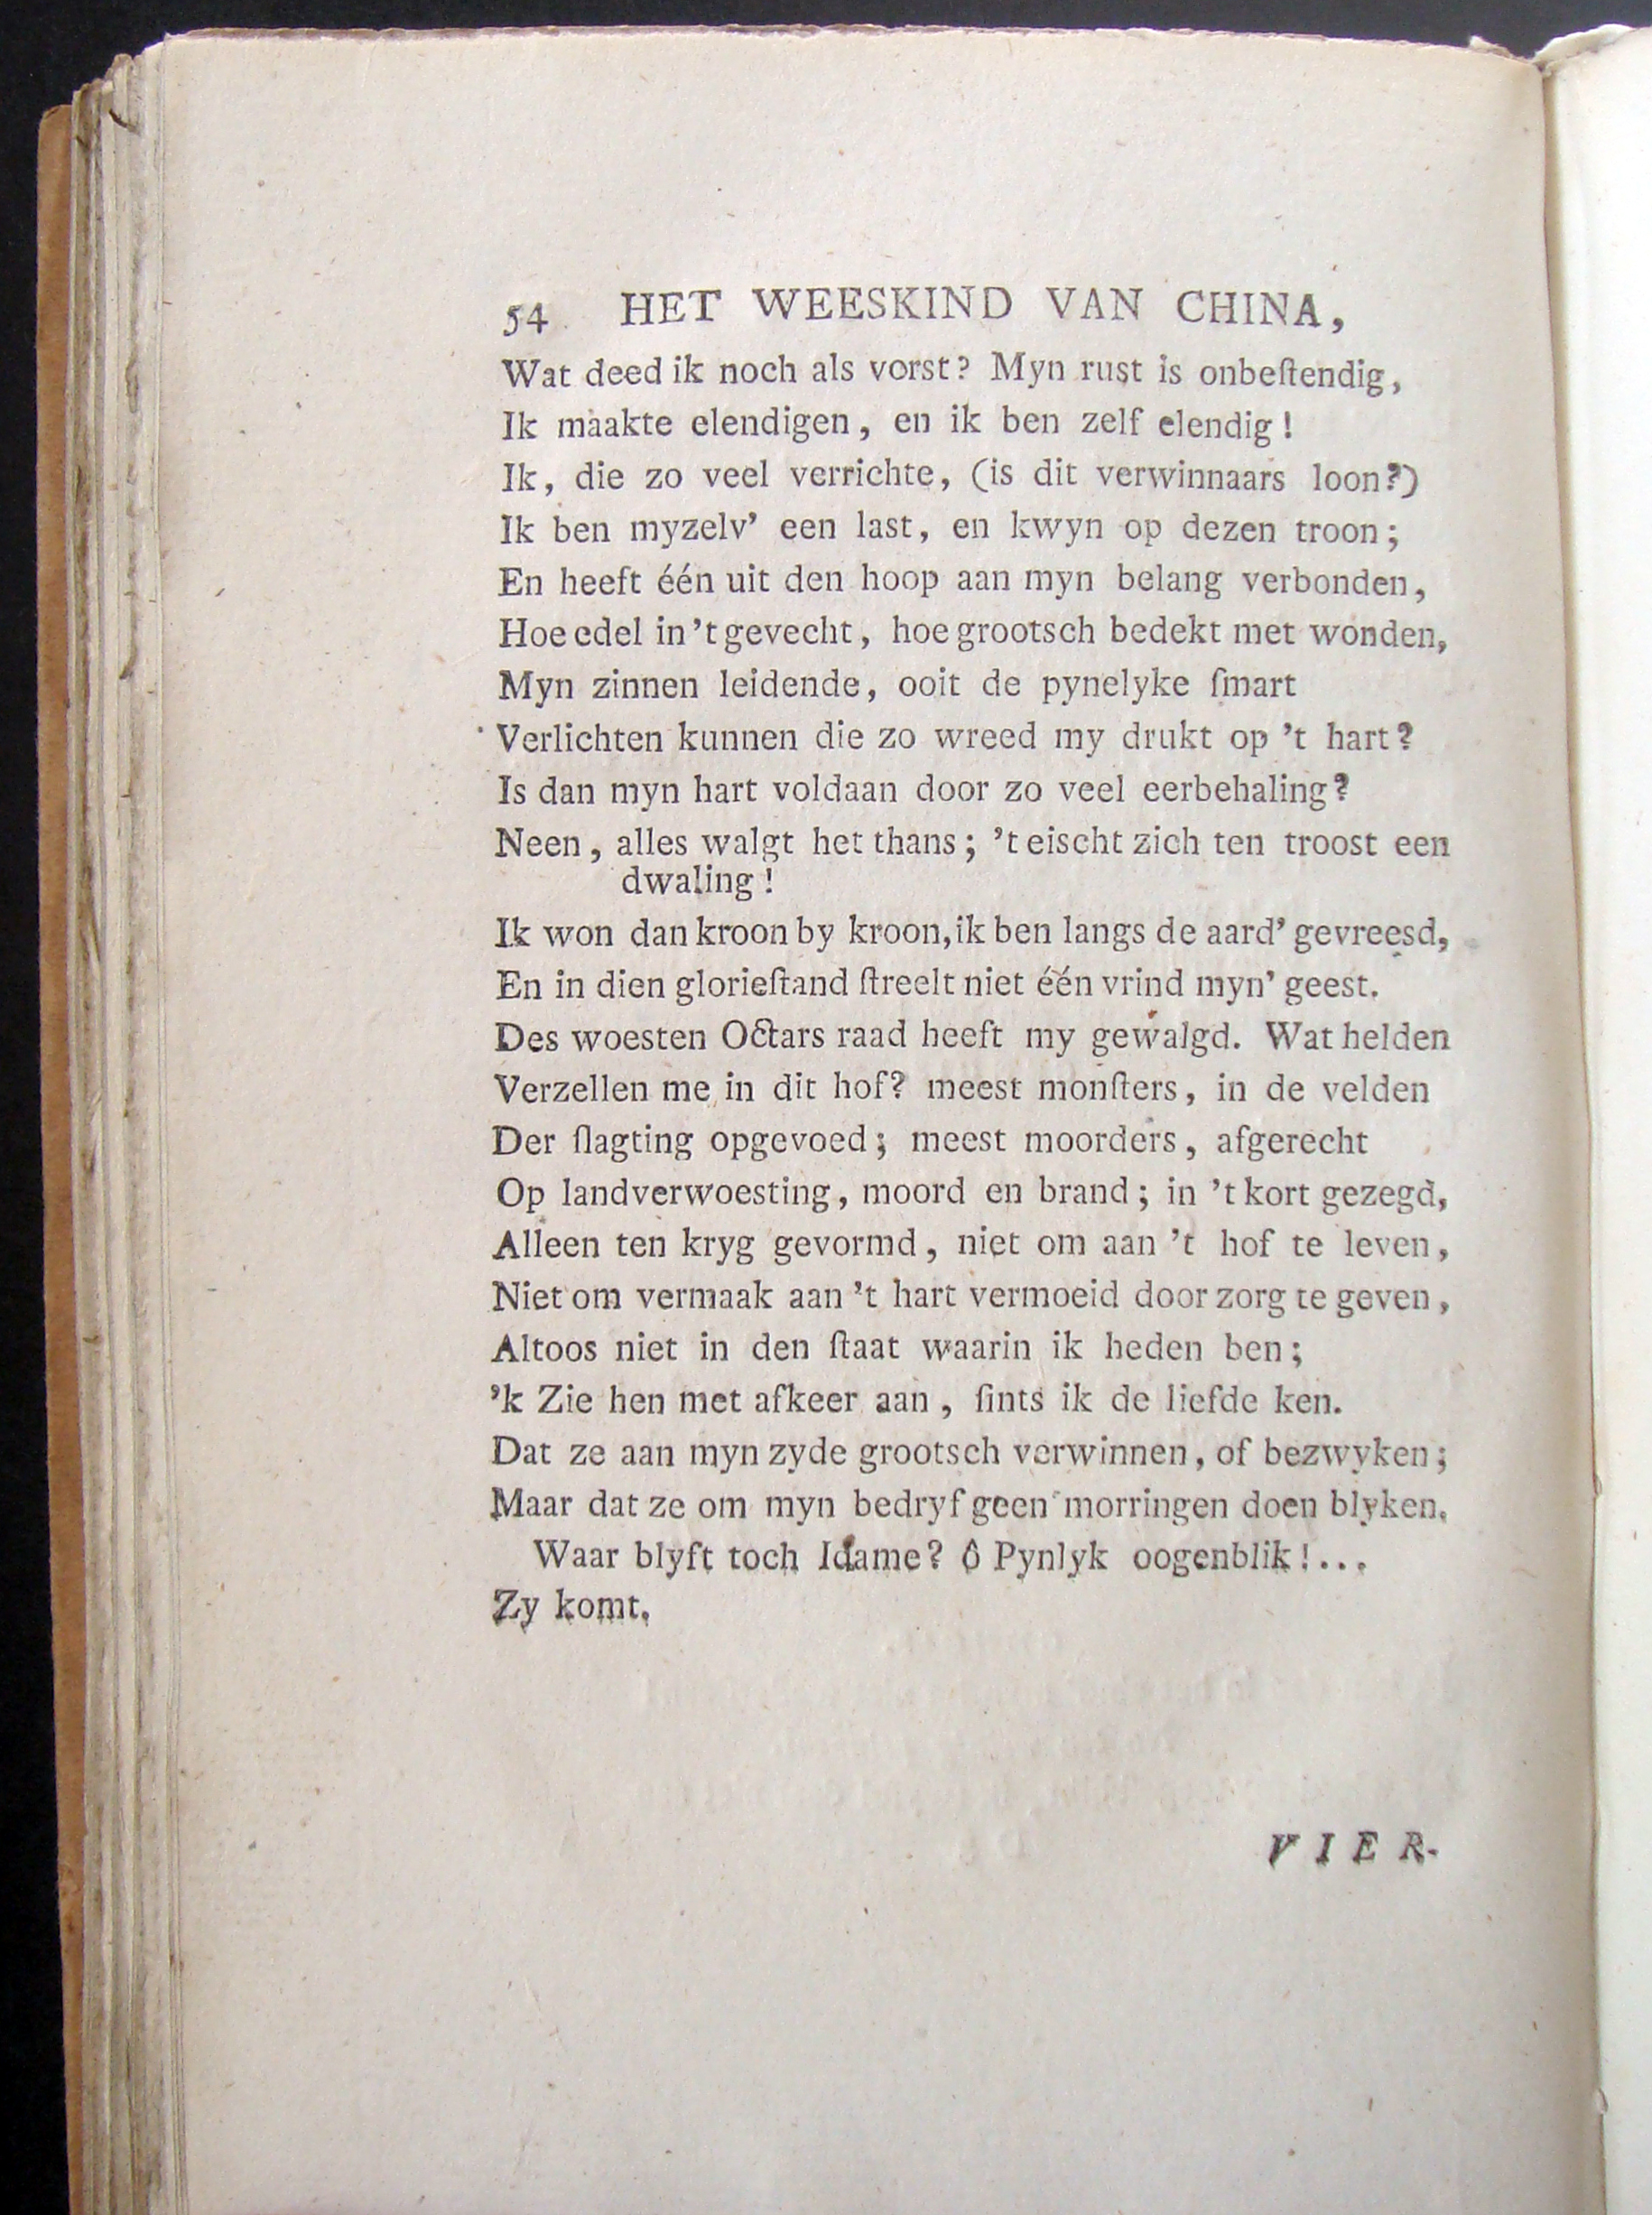 54 HET WEESKIND VAN CHINA,
Wat deed ik noch als vorst? Myn rust is onbeſtendig,
Ik maakte elendigen, en ik ben zelf elendig!
Ik, die zo veel verrichte, (is dit verwinnaars loon?)
Ik ben myzelv' een last, en kwyn op dezen troon;
En heeft één uit den hoop aan myn belang verbonden,
Hoe edel in 't gevecht, hoe grootsch bedekt met wonden,
Myn zinnen leidende, ooit de pynelyke ſmart
Verlichten kunnen die zo wreed my drukt op 't hart?
Is dan myn hart voldaan door zo veel eerbehaling?
Neen, alles walgt het thans; 't eischt zich ten troost een
dwaling!
Ik won dan kroon by kroon, ik ben langs de aard' gevreesd,
En in dien glorieſtand ſtreelt niet één vrind myn' geest.
Des woesten Octars raad heeft my gewalgd. Wat helden
Verzellen me in dit hof? meest monſters, in de velden
Der ſlagting opgevoed; meest moorders, afgerecht
Op landverwoesting, moord en brand; in 't kort gezegd,
Alleen ten kryg gevormd, niet om aan 't hof te leven,
Niet om vermaak aan 't hart vermoeid door zorg te geven,
Altoos niet in den ſtaat waarin ik heden ben;
'k Zie hen met afkeer aan, ſints ik de liefde ken.
Dat ze aan myn zyde grootsch verwinnen, of bezwyken;
Maar dat ze om myn bedryf geen morringen doen blyken.
Waar blyft toch Idame? ô Pynlyk oogenblik!...
Zy komt.
VIER-